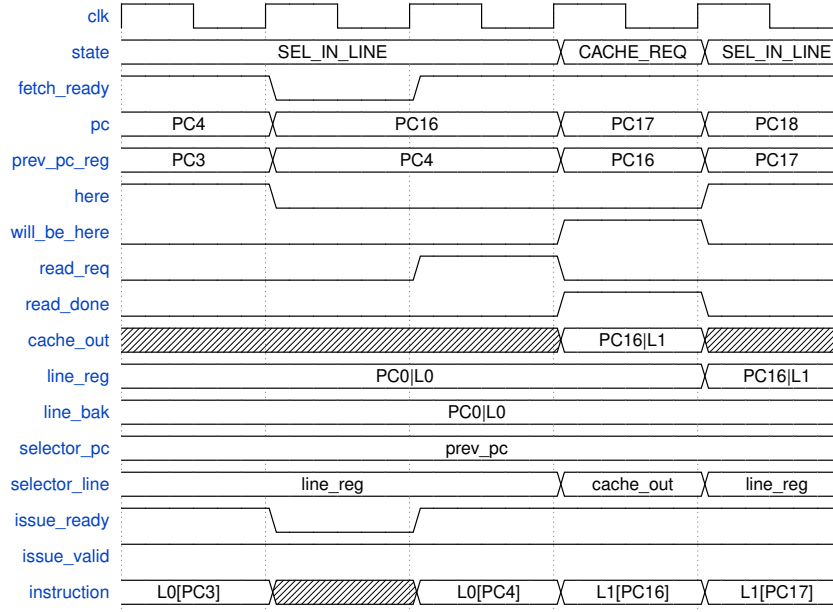 clk
state SEL_IN_LINE CACHE_REQ SEL_IN_LINE
fetch_ready
pc PC4 PC16 PC17 PC18
prev_pc_reg PC3 PC4 PC16 PC17
here
will_be_here
read_req
read_done
cache_out PC16|L1
line_reg PC0|L0 PC16|L1
line_bak PC0|L0
selector_pc prev_pc
selector_line line_reg cache_out line_reg
issue_ready
issue_valid
instruction L0[PC3] L0[PC4] L1[PC16] L1[PC17]